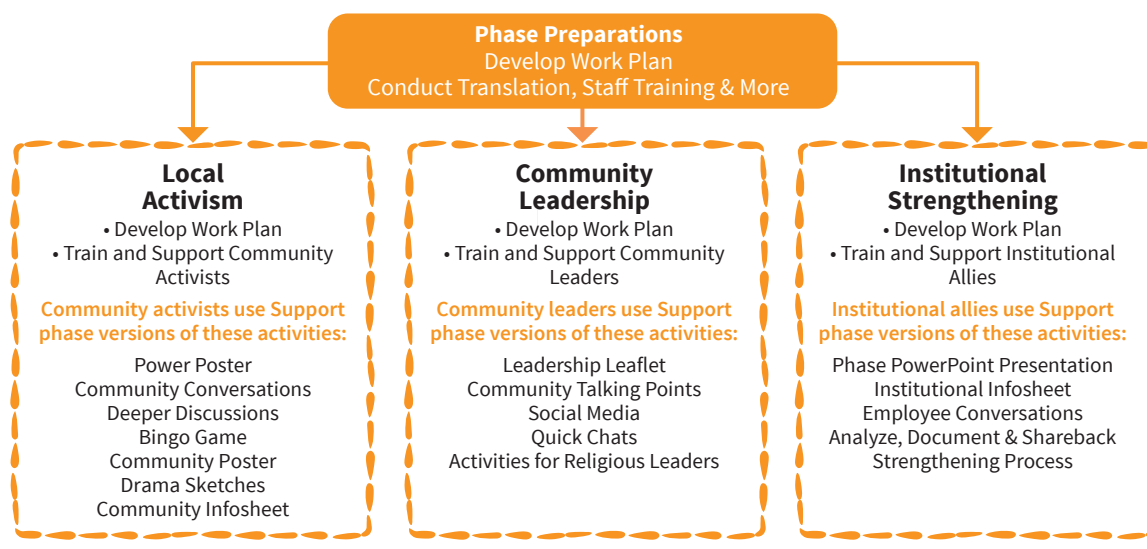 Phase Preparations
Develop Work Plan
Conduct Translation, Staff Training & More
Local
Activism
• Develop Work Plan
• Train and Support Community
Activists
Community activists use Support
phase versions of these activities:
Power Poster
Community Conversations
Deeper Discussions
Bingo Game
Community Poster
Drama Sketches
Community Infosheet
Community
Leadership
• Develop Work Plan
• Train and Support Community
Leaders
Community leaders use Support
phase versions of these activities:
Leadership Leaflet
Community Talking Points
Social Media
Quick Chats
Activities for Religious Leaders
Institutional
Strengthening
• Develop Work Plan
• Train and Support Institutional
Allies
Institutional allies use Support
phase versions of these activities:
Phase PowerPoint Presentation
Institutional Infosheet
Employee Conversations
Analyze, Document & Shareback
Strengthening Process